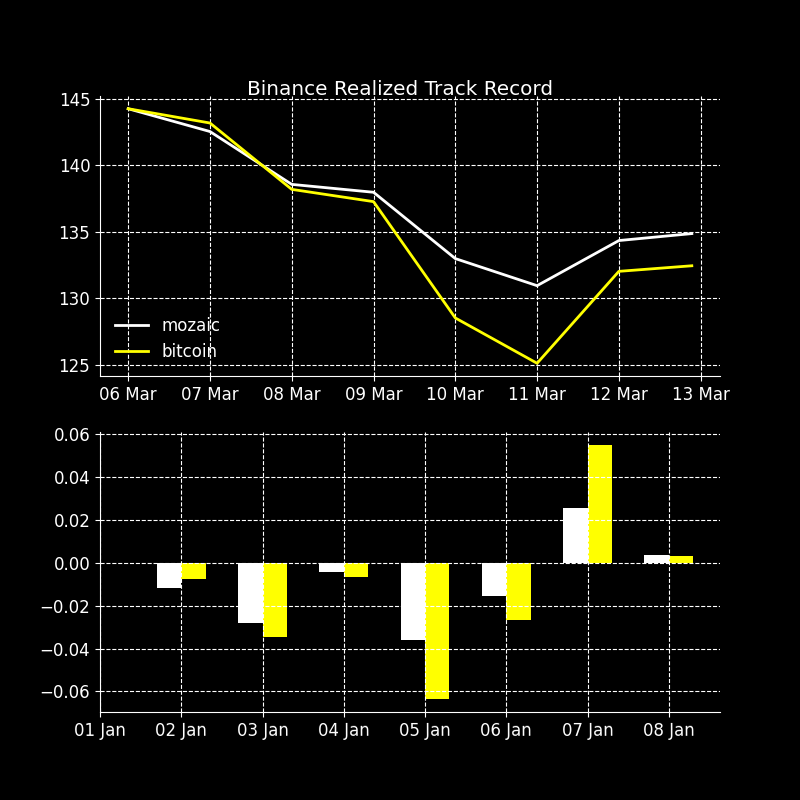 Binance Realized Track Record
145
140
135
130
125
mozaic
bitcoin
06 Mar 07 Mar 08 Mar 09 Mar 10 Mar 11 Mar 12 Mar 13 Mar
0.06
0.04
0.02
0.00
−0.02
−0.04
−0.06
01 Jan 02 Jan 03 Jan 04 Jan 05 Jan 06 Jan 07 Jan 08 Jan